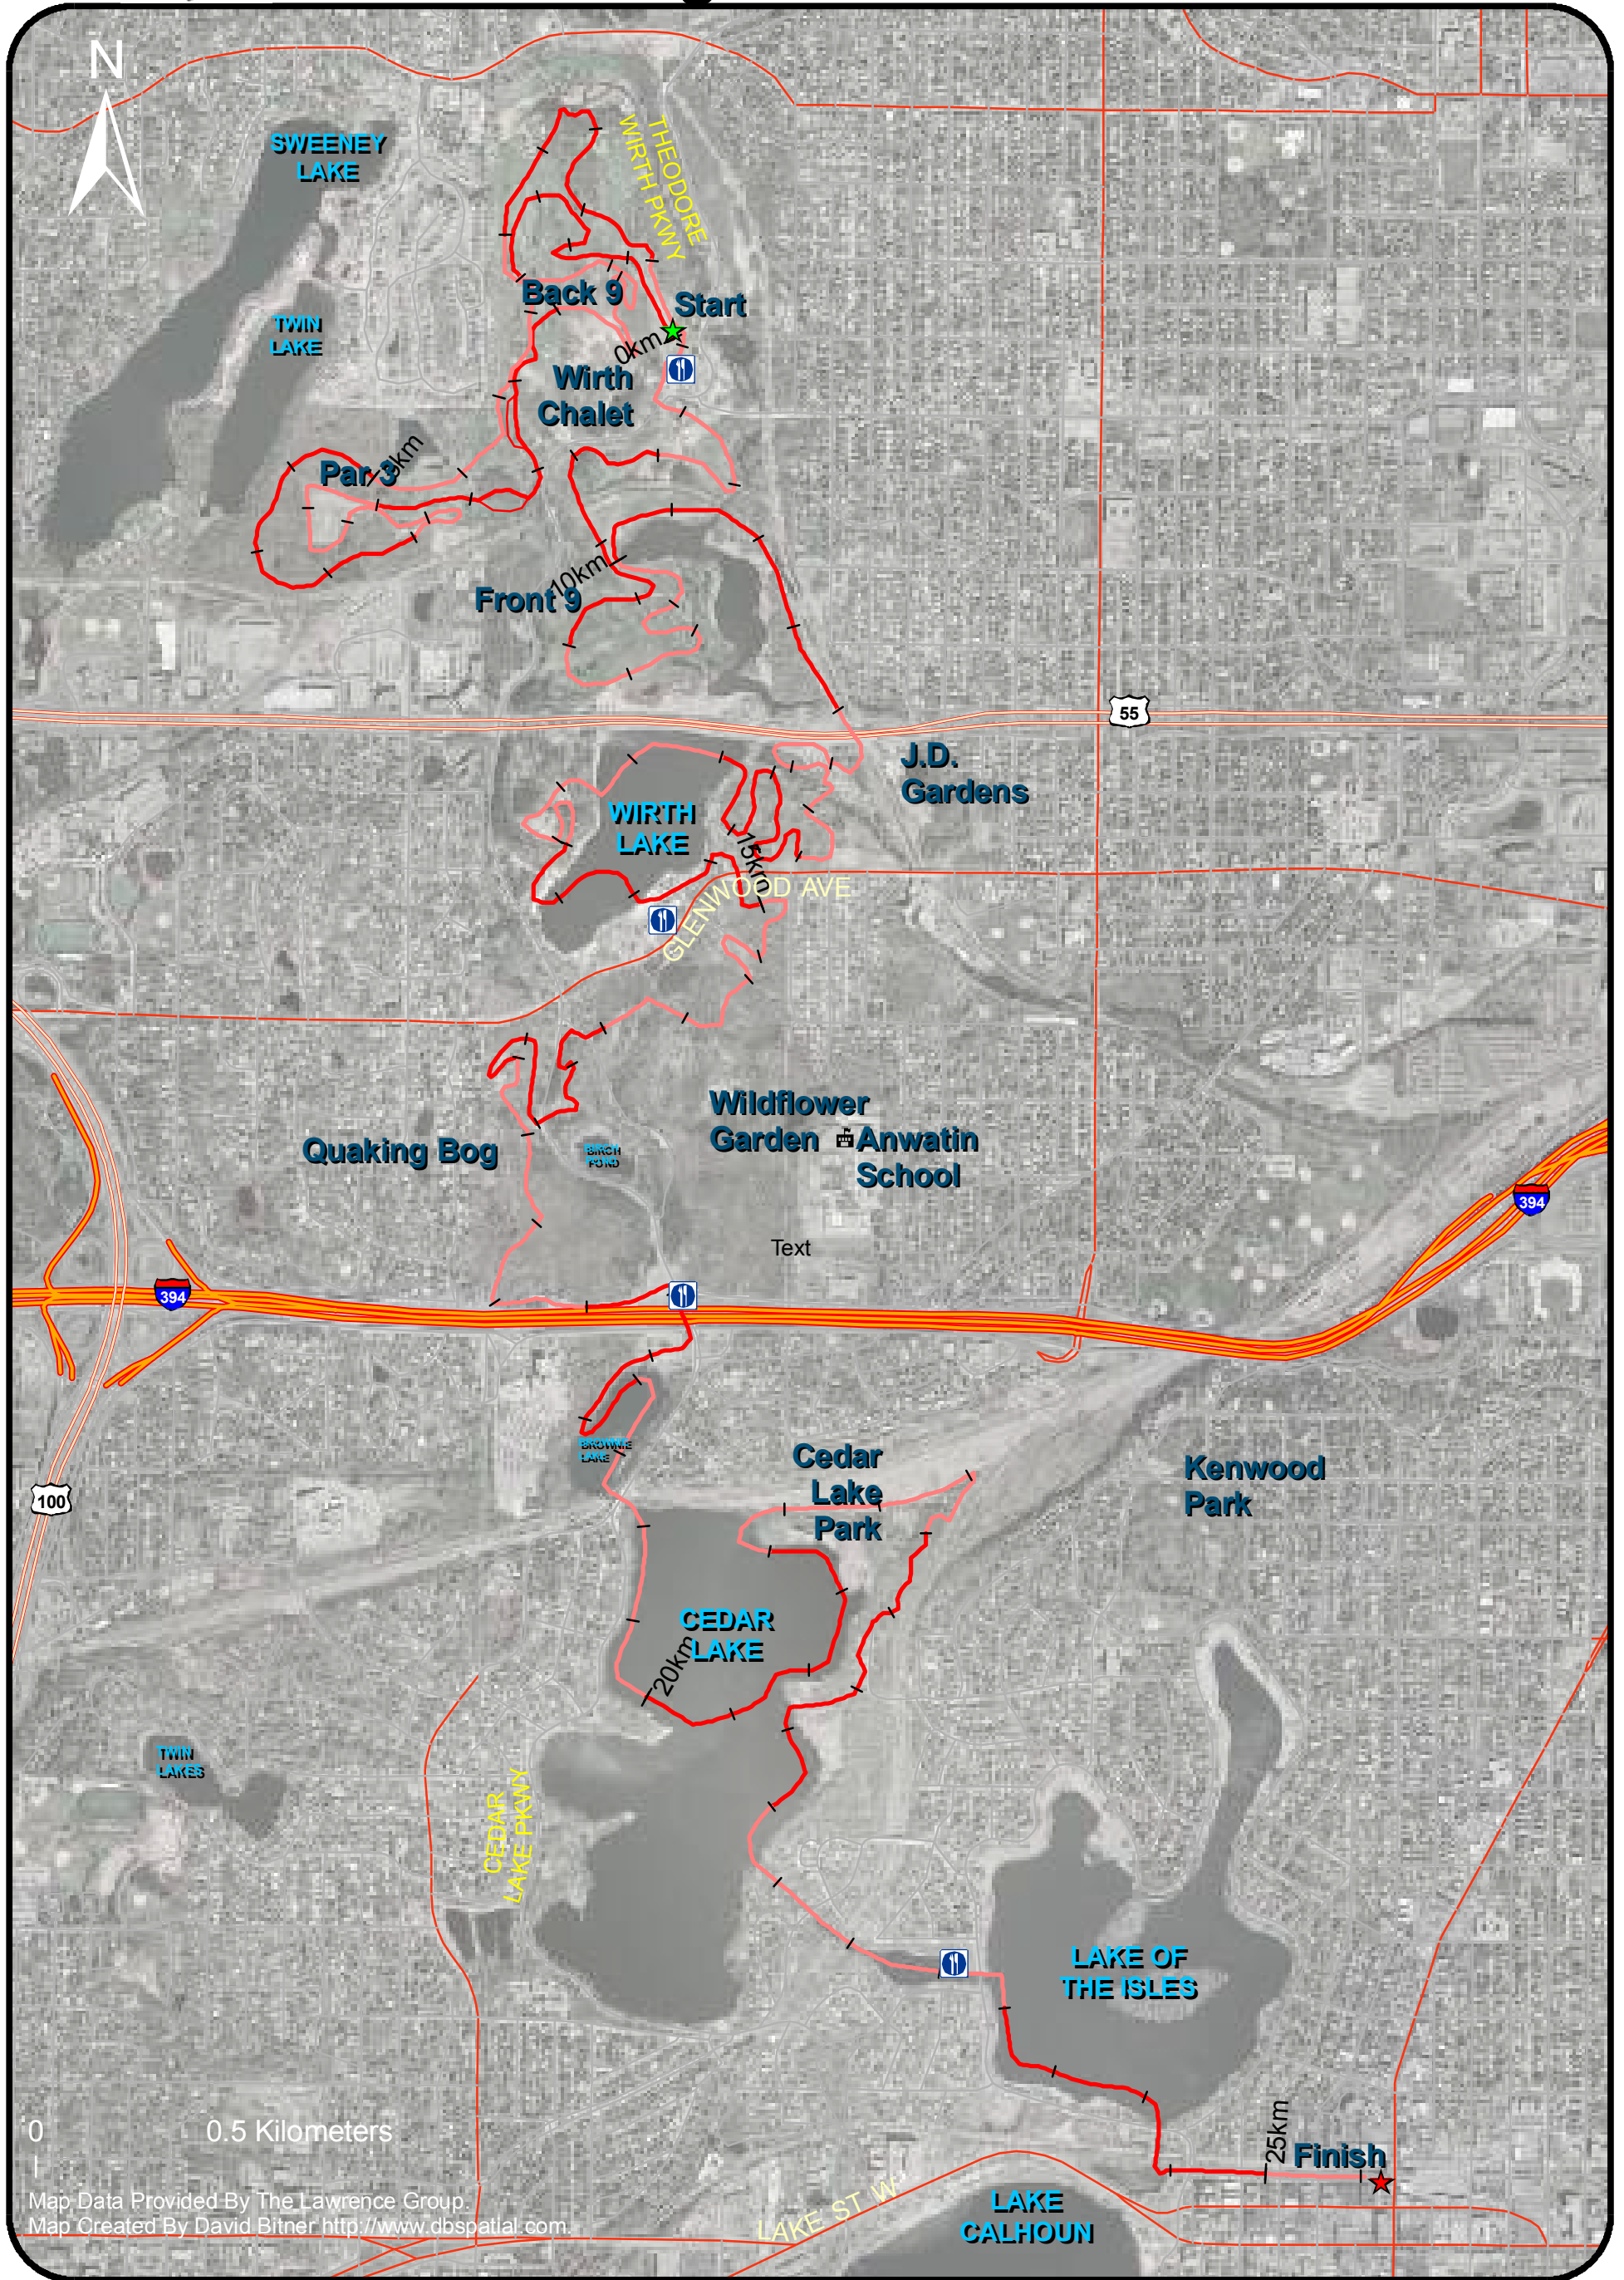 N
SWEENEY
LAKE
THEODORE
WIRTH PKWY
TWIN
LAKE
Back 9
Start
0km
Wirth
Chalet
Par 3
Front 9
10km
55
J.D.
Gardens
WIRTH
LAKE
15km
GLENWOOD AVE
Wildflower
Garden
Anwatin
School
Quaking Bog
BIRCH
POND
394
Text
394
BROWNIE
LAKE
Cedar
Lake
Park
Kenwood
Park
100
CEDAR
LAKE
20km
TWIN
LAKES
CEDAR
LAKE PKWY
LAKE OF
THE ISLES
0
0.5 Kilometers
25km
Finish
LAKE ST W
LAKE
CALHOUN
Map Data Provided By The Lawrence Group.
Map Created By David Bitner http://www.dbspatial.com.